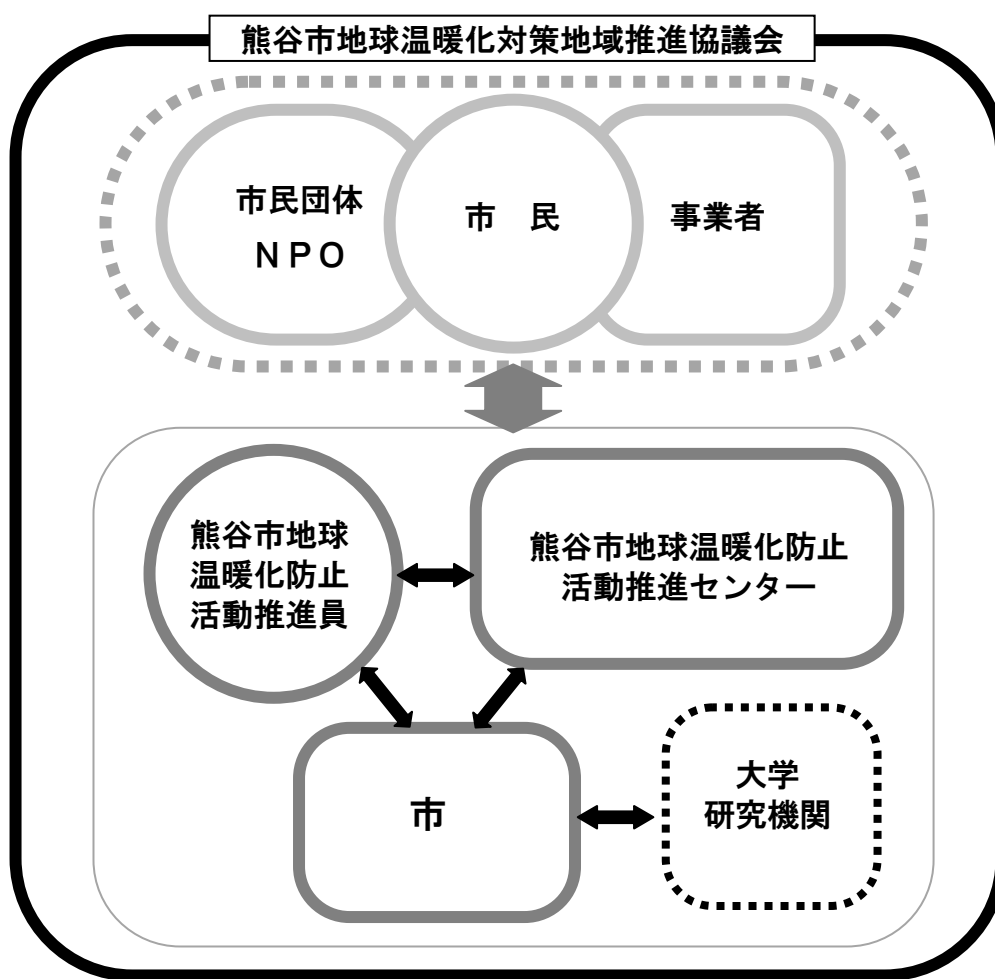 熊谷市地球温暖化対策地域推進協議会
市民団体
ＮＰＯ
市　民
事業者
熊谷市地球
温暖化防止
活動推進員
熊谷市地球温暖化防止
活動推進センター
市
大学
研究機関